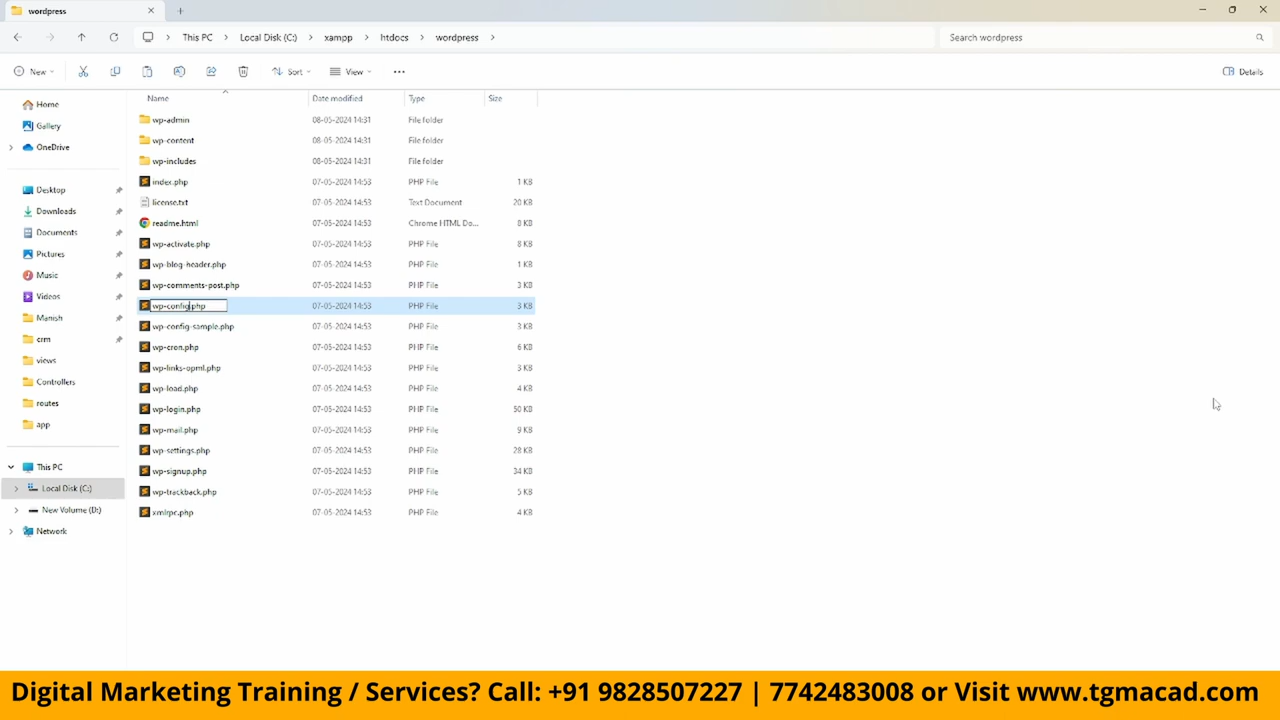 wordpress
This PC > Local Disk (C:) > xampp > htdocs > wordpress >
Search wordpress
New
Sort
View
Details
Name Date modified Type Size
Home
Gallery
OneDrive
Desktop
Downloads
Documents
Pictures
Music
Videos
Manish
crm
views
Controllers
routes
app
This PC
Local Disk (C:)
New Volume (D:)
Network
wp-admin 08-05-2024 14:31 File folder
wp-content 08-05-2024 14:31 File folder
wp-includes 08-05-2024 14:31 File folder
index.php 07-05-2024 14:53 PHP File 1 KB
license.txt 07-05-2024 14:53 Text Document 20 KB
readme.html 07-05-2024 14:53 Chrome HTML Do... 8 KB
wp-activate.php 07-05-2024 14:53 PHP File 8 KB
wp-blog-header.php 07-05-2024 14:53 PHP File 1 KB
wp-comments-post.php 07-05-2024 14:53 PHP File 3 KB
wp-config.php 07-05-2024 14:53 PHP File 3 KB
wp-config-sample.php 07-05-2024 14:53 PHP File 3 KB
wp-cron.php 07-05-2024 14:53 PHP File 6 KB
wp-links-opml.php 07-05-2024 14:53 PHP File 3 KB
wp-load.php 07-05-2024 14:53 PHP File 4 KB
wp-login.php 07-05-2024 14:53 PHP File 50 KB
wp-mail.php 07-05-2024 14:53 PHP File 9 KB
wp-settings.php 07-05-2024 14:53 PHP File 28 KB
wp-signup.php 07-05-2024 14:53 PHP File 34 KB
wp-trackback.php 07-05-2024 14:53 PHP File 5 KB
xmlrpc.php 07-05-2024 14:53 PHP File 4 KB
Digital Marketing Training / Services? Call: +91 9828507227 | 7742483008 or Visit www.tgmacad.com